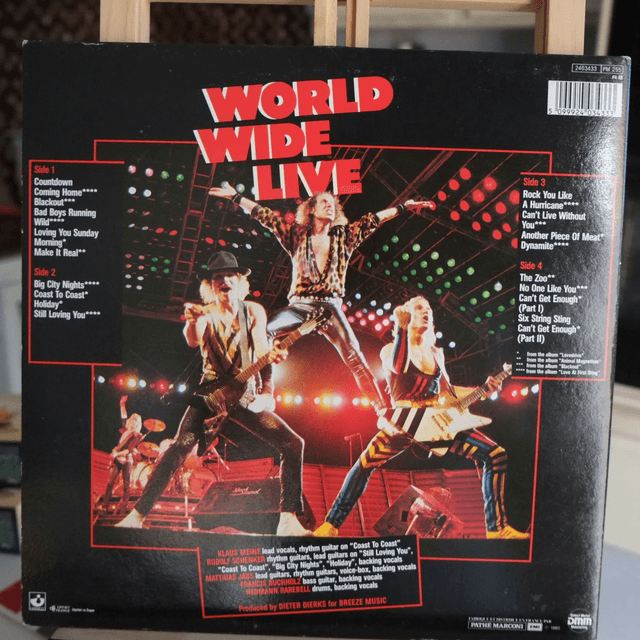 2403433 PM 255
WORLD
WIDE
LIVE
5 099924 034333
Side 1
Countdown
Coming Home****
Blackout***
Bad Boys Running
Wild****
Loving You Sunday
Morning*
Make It Real**
Side 2
Big City Nights****
Coast To Coast*
Holiday*
Still Loving You****
Side 3
Rock You Like
A Hurricane****
Can't Live Without
You***
Another Piece Of Meat*
Dynamite***
Side 4
The Zoo**
No One Like You***
Can't Get Enough*
(Part I)
Six String Sting
Can't Get Enough*
(Part II)
* from the album "Lovedrive"
** from the album "Animal Magnetism"
*** from the album "Blackout"
**** from the album "Love At First Sting"
KLAUS MEINE lead vocals, rhythm guitar on "Coast To Coast"
RUDOLF SCHENKER rhythm guitars, lead guitars on "Still Loving You",
"Coast To Coast", "Big City Nights", "Holiday", backing vocals
MATTHIAS JABS lead guitars, rhythm guitars, voice-box, backing vocals
FRANCIS BUCHHOLZ bass guitar, backing vocals
HERMANN RAREBELL drums, backing vocals
Produced by DIETER DIERKS for BREEZE MUSIC
PATHE MARCONI EMI
DMM